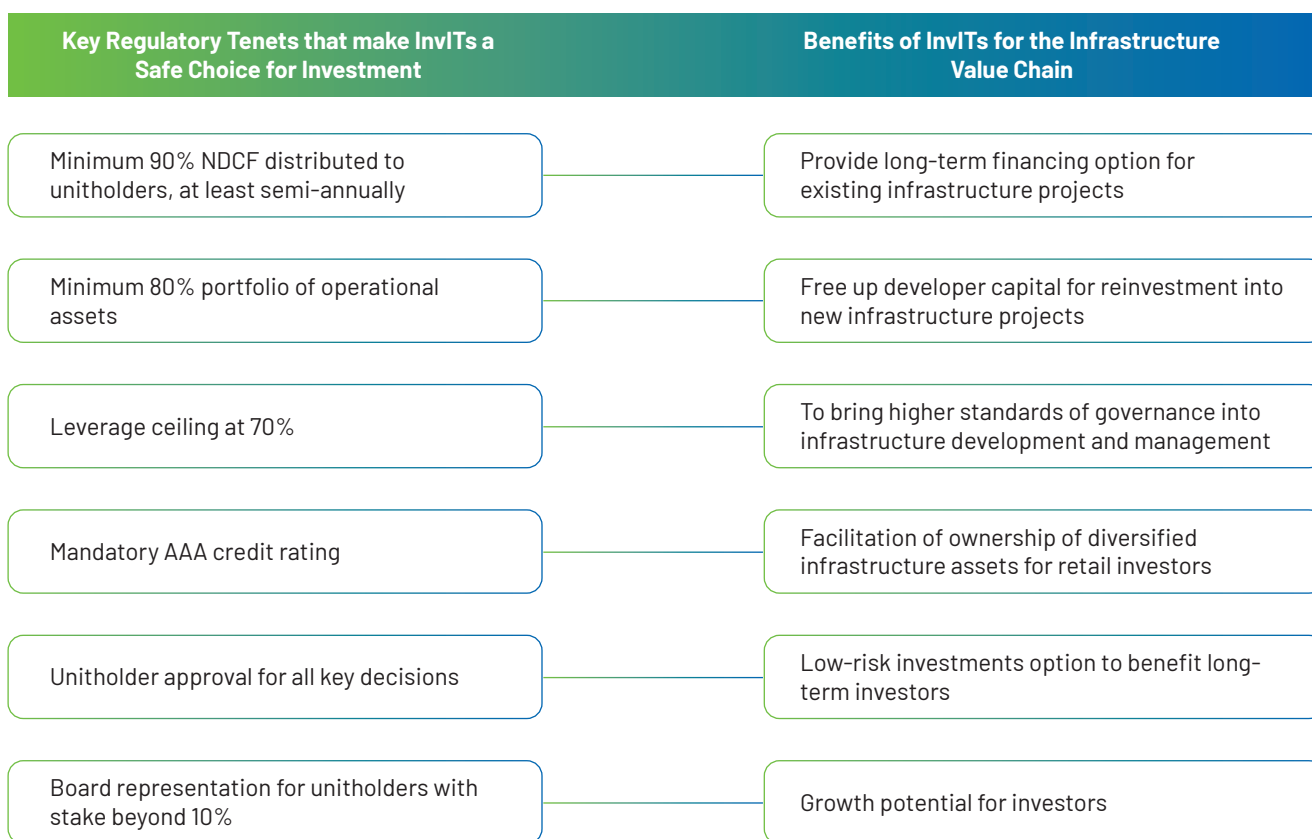 Key Regulatory Tenets that make InvITs a
Safe Choice for Investment
Benefits of InvITs for the Infrastructure
Value Chain
Minimum 90% NDCF distributed to
unitholders, at least semi-annually
Provide long-term financing option for
existing infrastructure projects
Minimum 80% portfolio of operational
assets
Free up developer capital for reinvestment into
new infrastructure projects
Leverage ceiling at 70%
To bring higher standards of governance into
infrastructure development and management
Mandatory AAA credit rating
Facilitation of ownership of diversified
infrastructure assets for retail investors
Unitholder approval for all key decisions
Low-risk investments option to benefit long-
term investors
Board representation for unitholders with
stake beyond 10%
Growth potential for investors